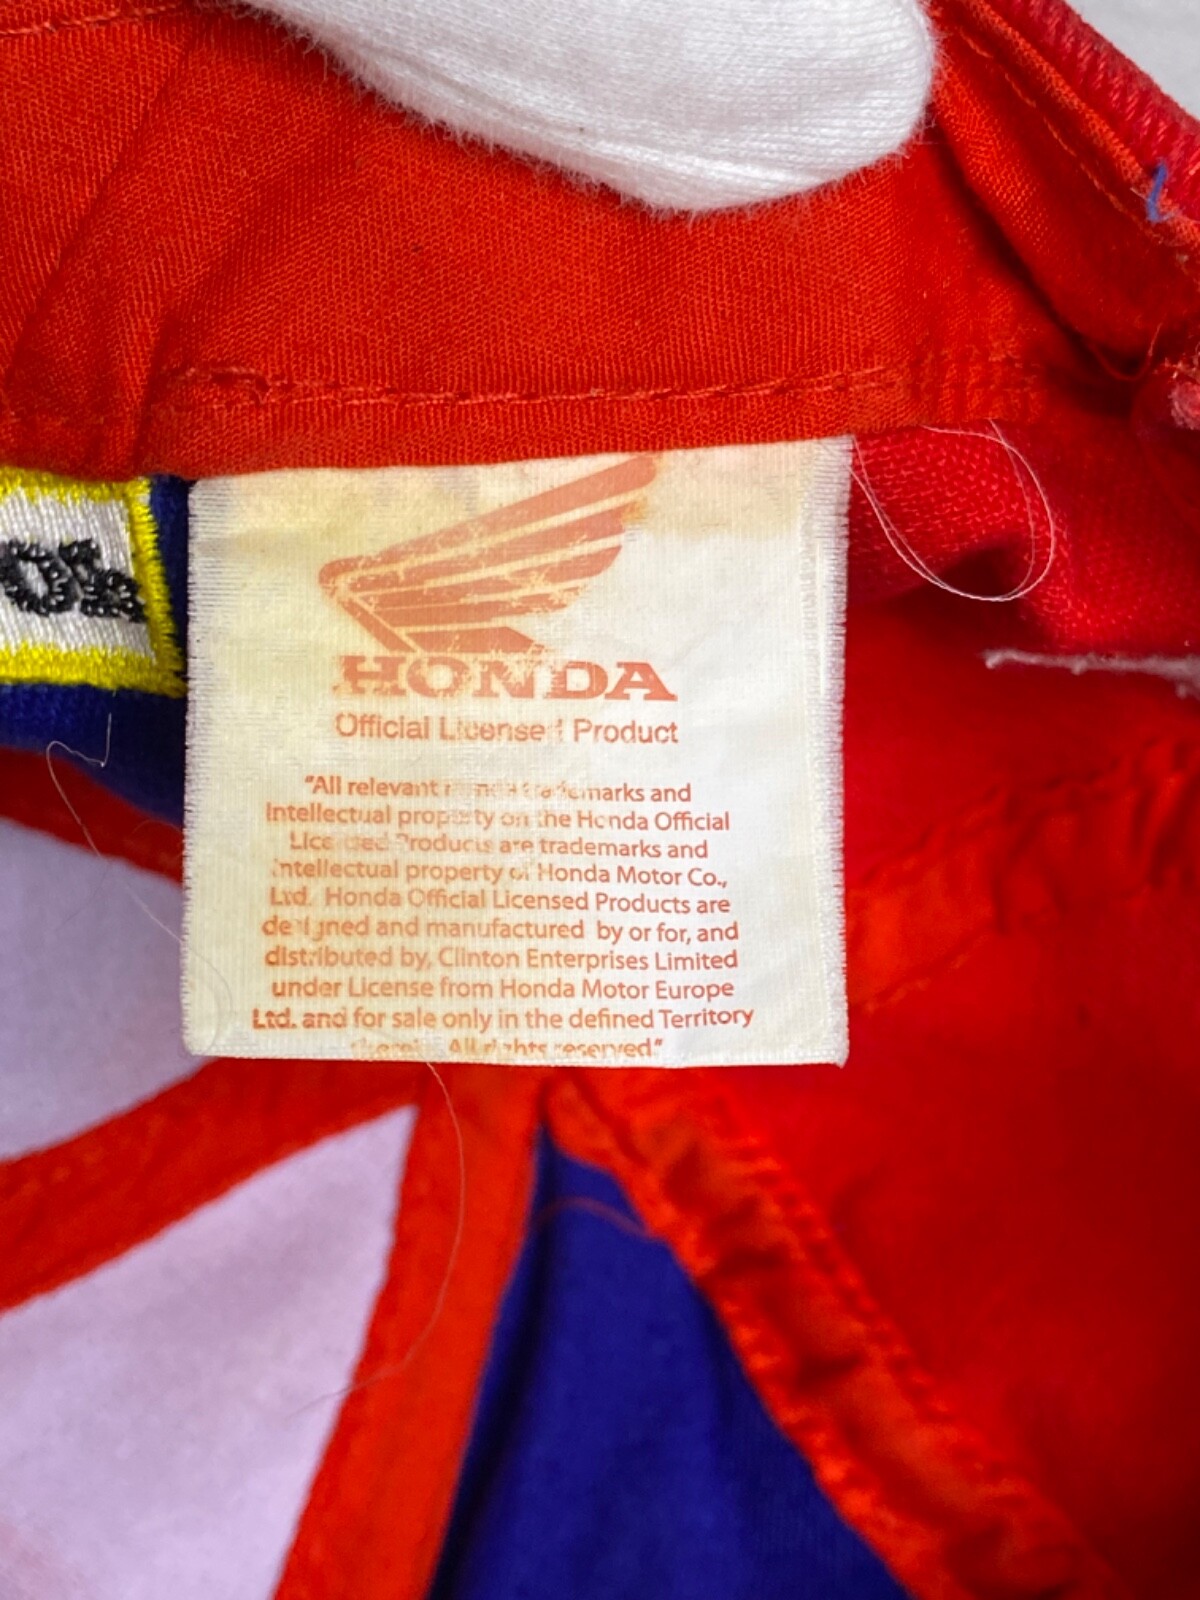 HONDA
Official Licensed Product
"All relevant Honda trademarks and
Intellectual property on the Honda Official
Licensed Products are trademarks and
intellectual property of Honda Motor Co.,
Ltd. Honda Official Licensed Products are
designed and manufactured by or for, and
distributed by, Clinton Enterprises Limited
under License from Honda Motor Europe
Ltd. and for sale only in the defined Territory
therein. All rights reserved."